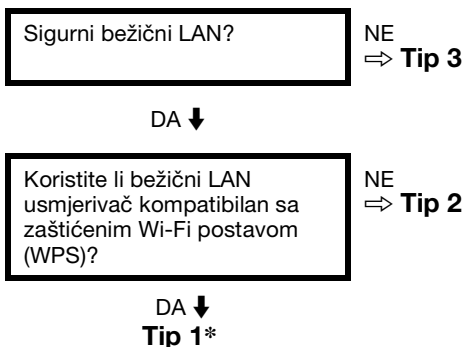 Sigurni bežični LAN?
NE
⇨ Tip 3
DA ⬇
Koristite li bežični LAN
usmjerivač kompatibilan sa
zaštićenim Wi-Fi postavom
(WPS)?
NE
⇨ Tip 2
DA ⬇
Tip 1*